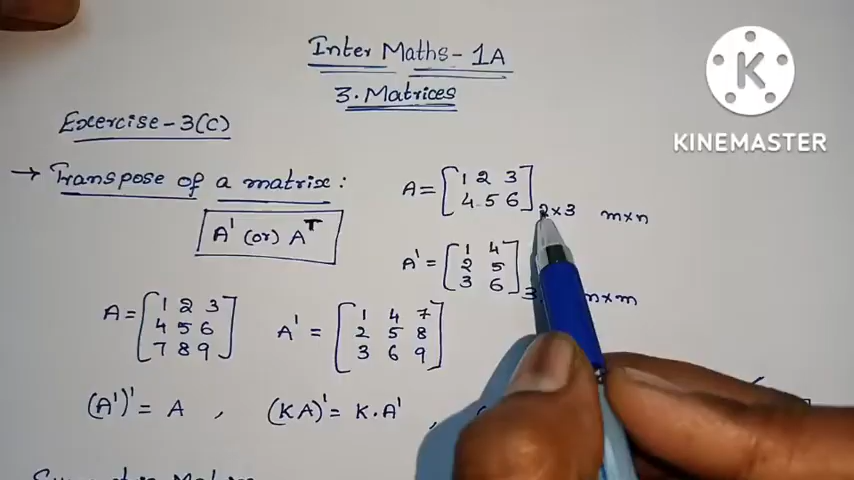 Inter Maths - 1A
3. Matrices
KINEMASTER
Exercise - 3(C)
→ Transpose of a matrix :
A' (or) A^T
A = [1 2 3
4 5 6] 2×3 m×n
A' = [1 4
2 5
3 6] 3 n×m
A = [1 2 3
4 5 6
7 8 9]
A' = [1 4 7
2 5 8
3 6 9]
(A')' = A , (KA)' = K.A' ,